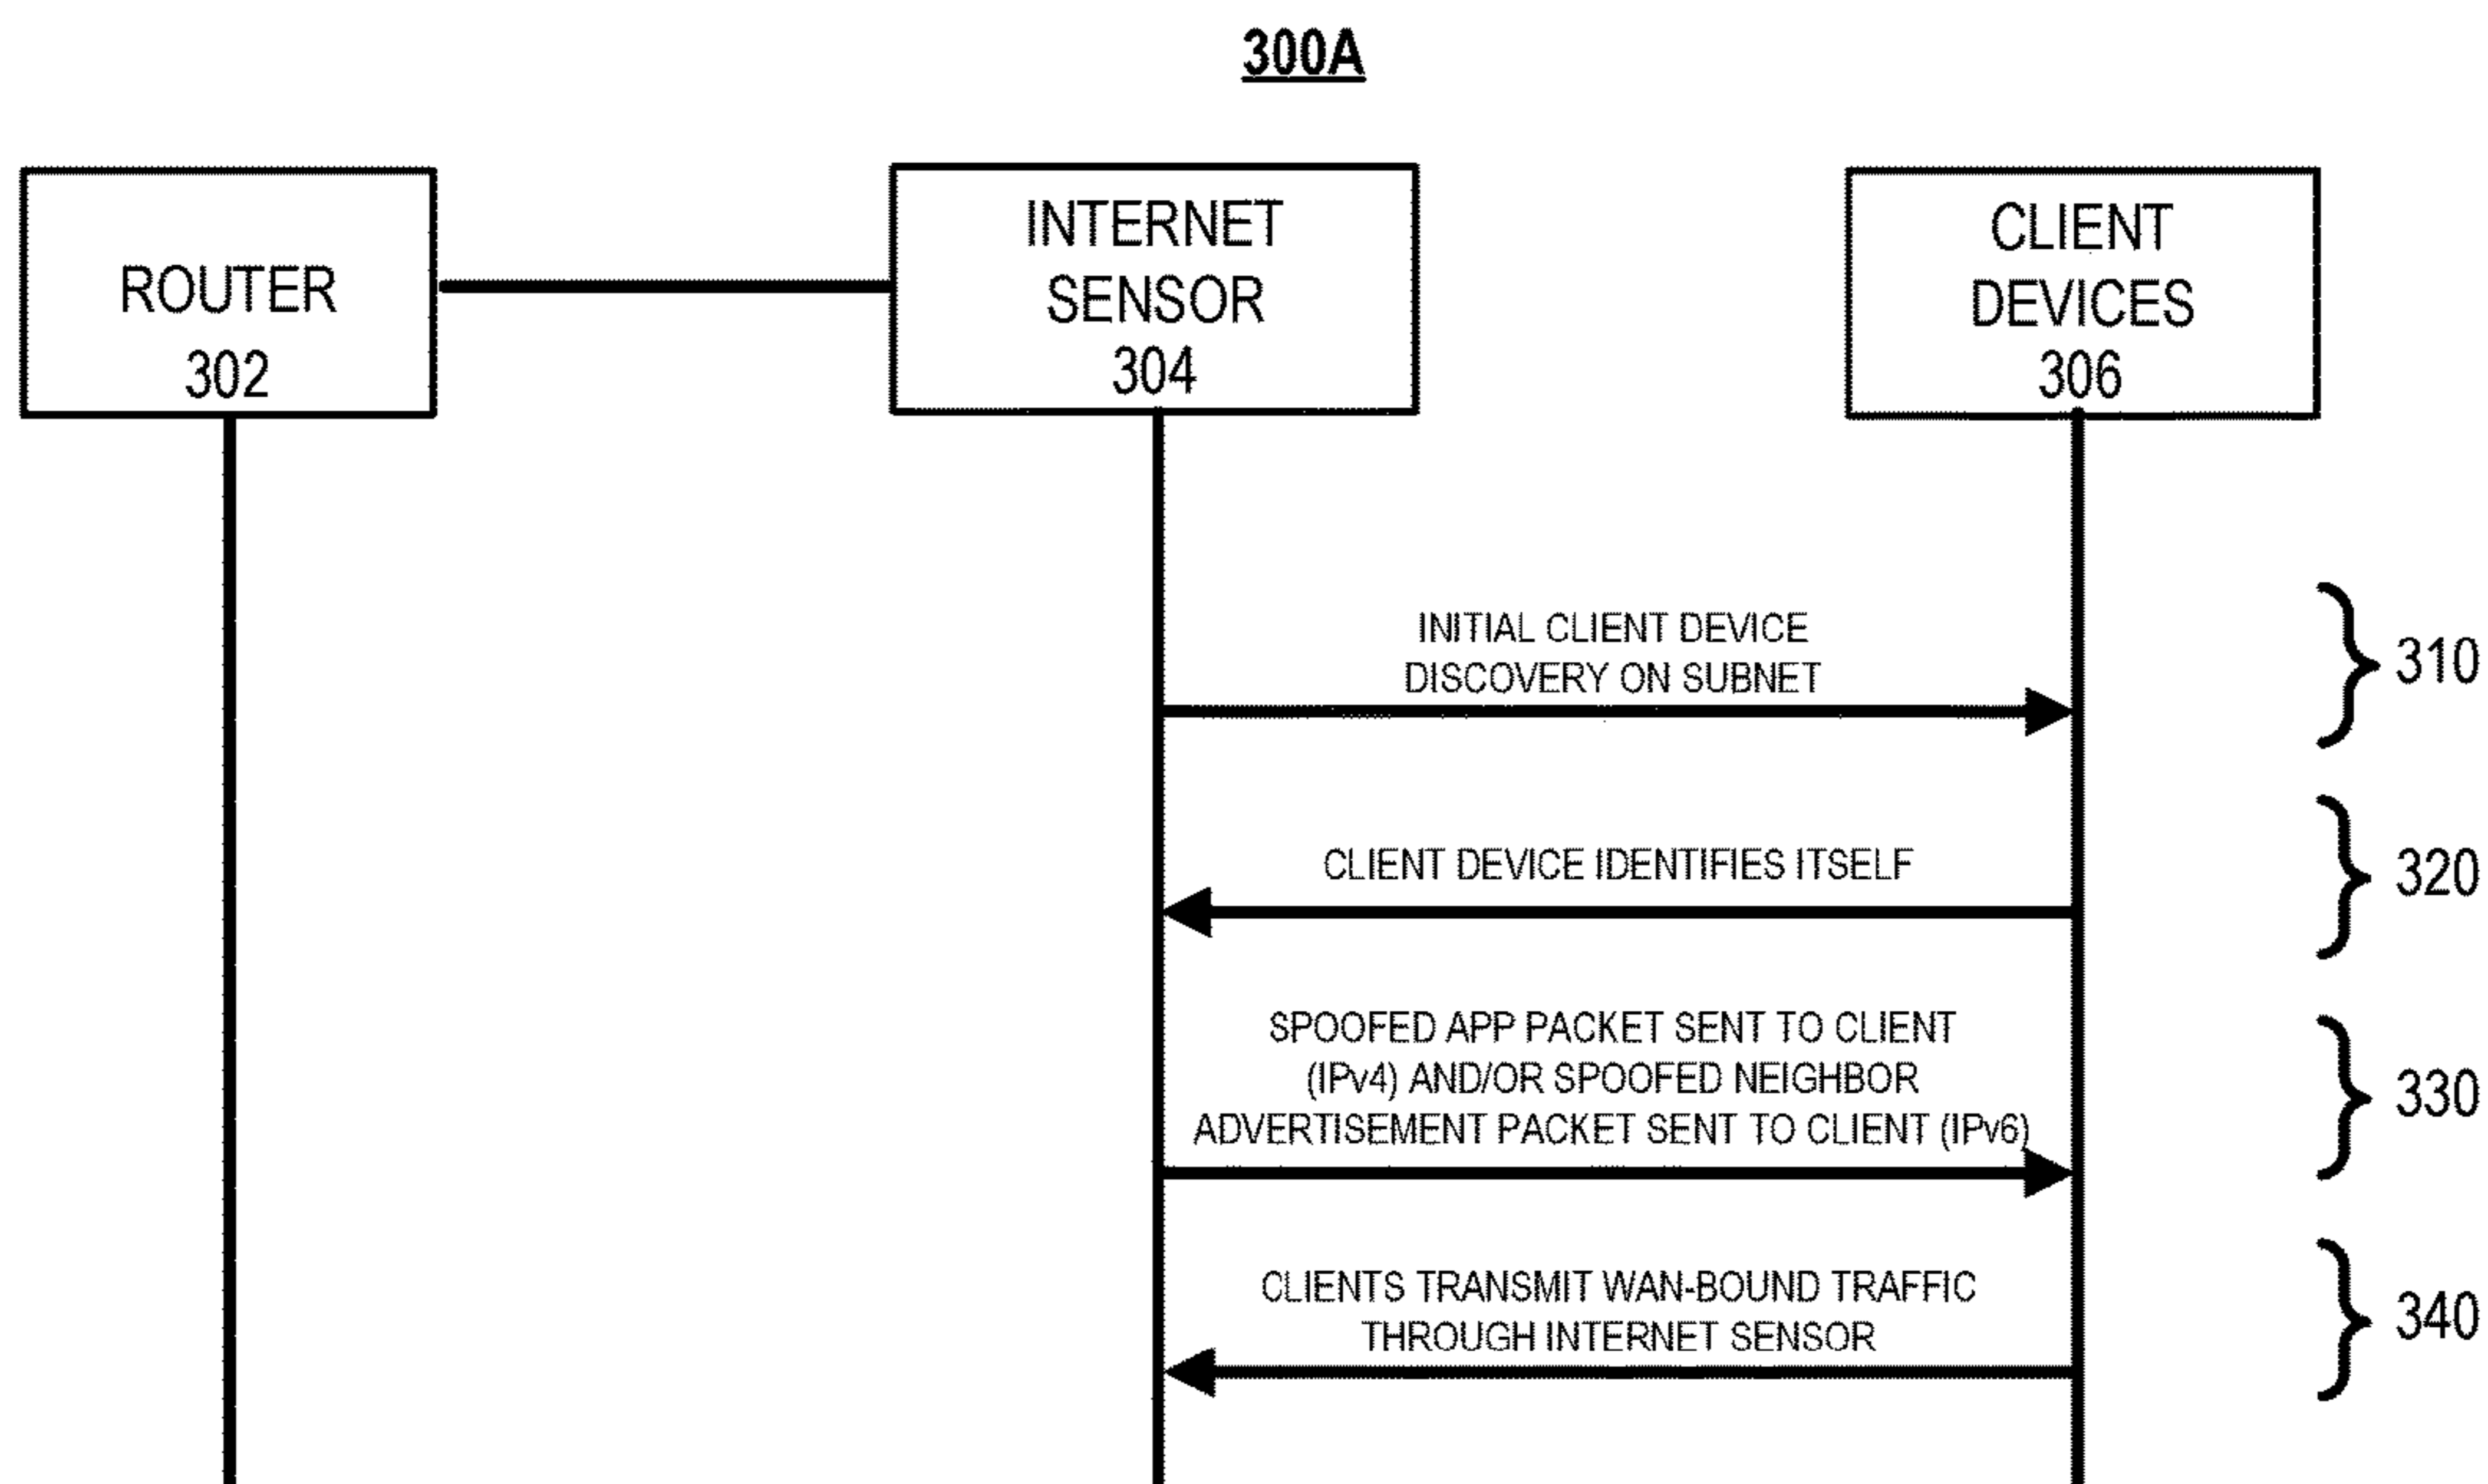 300A
ROUTER
302
INTERNET
SENSOR
304
CLIENT
DEVICES
306
INITIAL CLIENT DEVICE
DISCOVERY ON SUBNET
310
CLIENT DEVICE IDENTIFIES ITSELF
320
SPOOFED APP PACKET SENT TO CLIENT
(IPv4) AND/OR SPOOFED NEIGHBOR
ADVERTISEMENT PACKET SENT TO CLIENT (IPv6)
330
CLIENTS TRANSMIT WAN-BOUND TRAFFIC
THROUGH INTERNET SENSOR
340